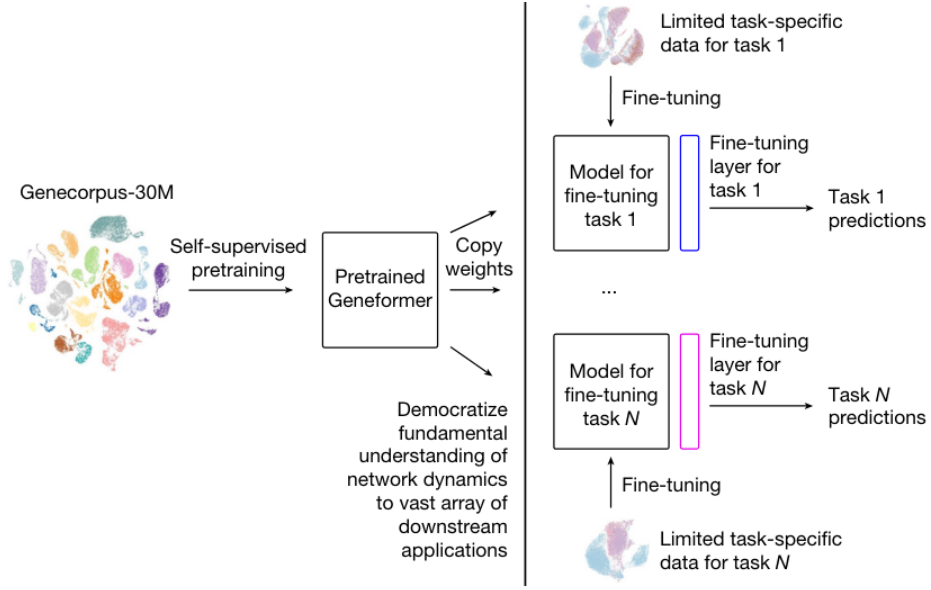 Genecorpus-30M
Self-supervised
pretraining
Pretrained
Geneformer
Copy
weights
Democratize
fundamental
understanding of
network dynamics
to vast array of
downstream
applications
Limited task-specific
data for task 1
Fine-tuning
Model for
fine-tuning
task 1
Fine-tuning
layer for
task 1
Task 1
predictions
...
Model for
fine-tuning
task N
Fine-tuning
layer for
task N
Task N
predictions
Fine-tuning
Limited task-specific
data for task N